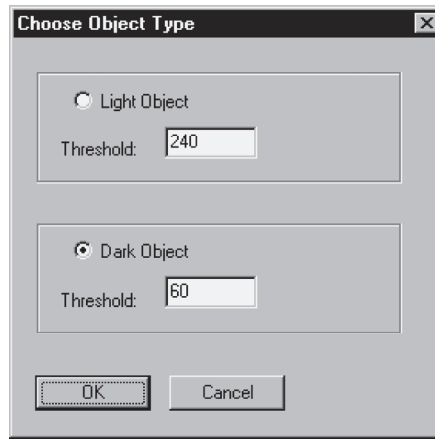 Choose Object Type
Light Object
Threshold: 240
Dark Object
Threshold: 60
OK Cancel